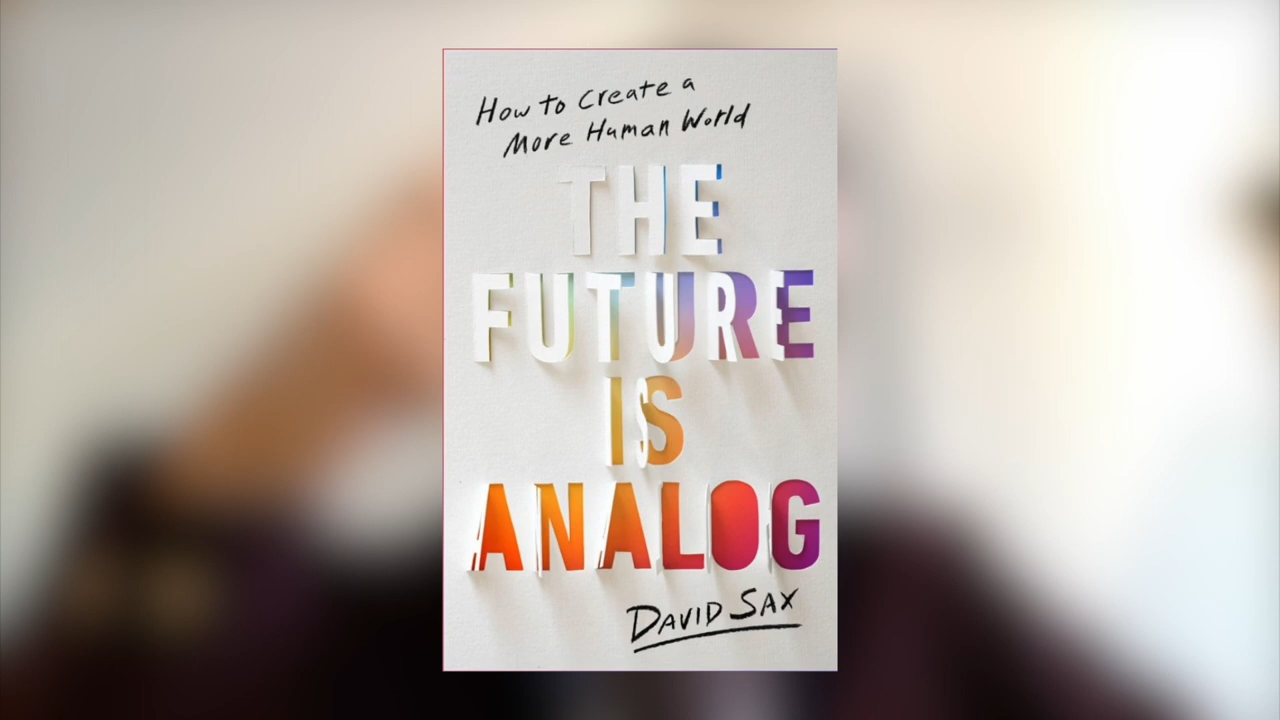 How to Create a
More Human World
THE
FUTURE
IS
ANALOG
DAVID SAX